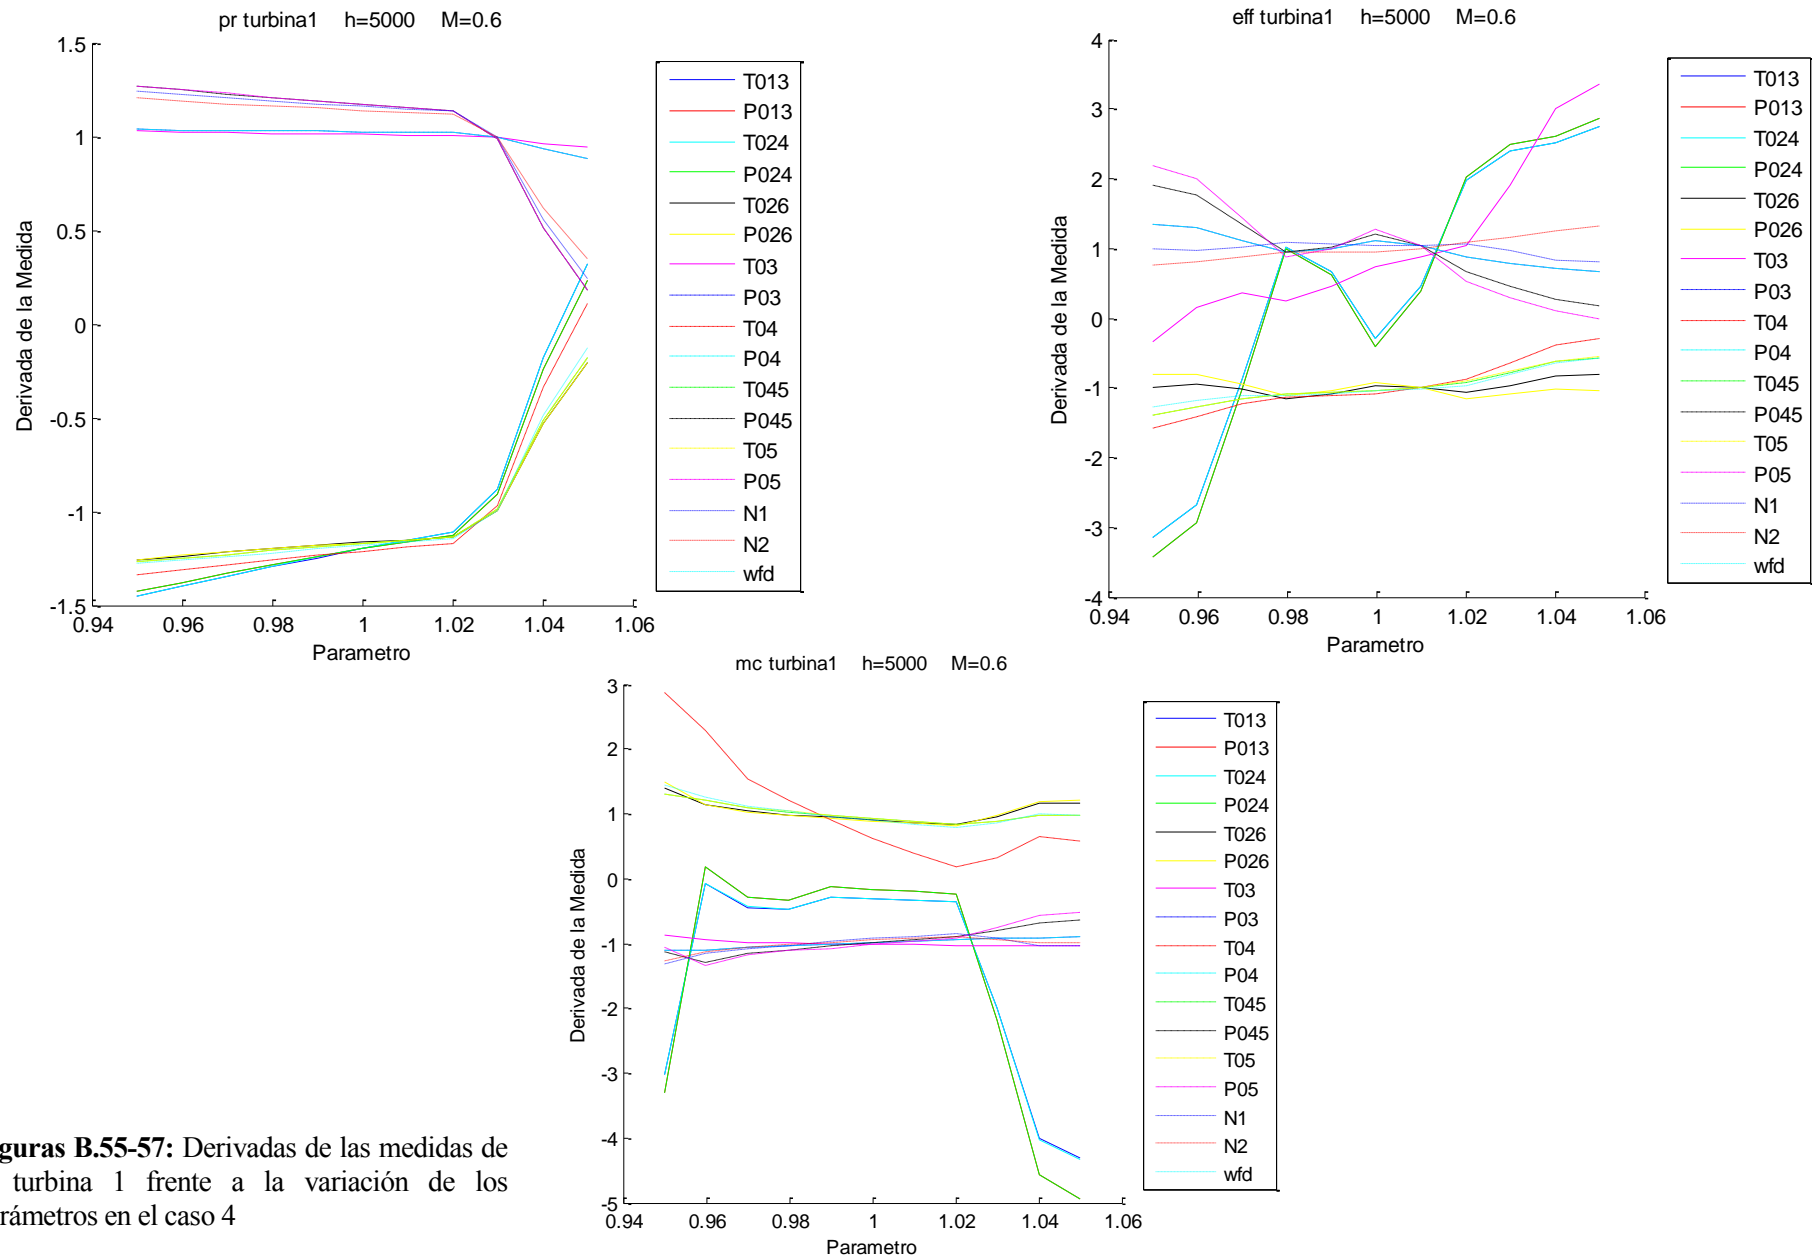 pr turbina1 h=5000 M=0.6
1.5
1
0.5
0
-0.5
-1
-1.5
0.94 0.96 0.98 1 1.02 1.04 1.06
Parametro
Derivada de la Medida
T013
P013
T024
P024
T026
P026
T03
P03
T04
P04
T045
P045
T05
P05
N1
N2
wfd
eff turbina1 h=5000 M=0.6
4
3
2
1
0
-1
-2
-3
-4
0.94 0.96 0.98 1 1.02 1.04 1.06
Parametro
Derivada de la Medida
T013
P013
T024
P024
T026
P026
T03
P03
T04
P04
T045
P045
T05
P05
N1
N2
wfd
mc turbina1 h=5000 M=0.6
3
2
1
0
-1
-2
-3
-4
-5
0.94 0.96 0.98 1 1.02 1.04 1.06
Parametro
Derivada de la Medida
T013
P013
T024
P024
T026
P026
T03
P03
T04
P04
T045
P045
T05
P05
N1
N2
wfd
guras B.55-57: Derivadas de las medidas de
turbina 1 frente a la variación de los
rámetros en el caso 4